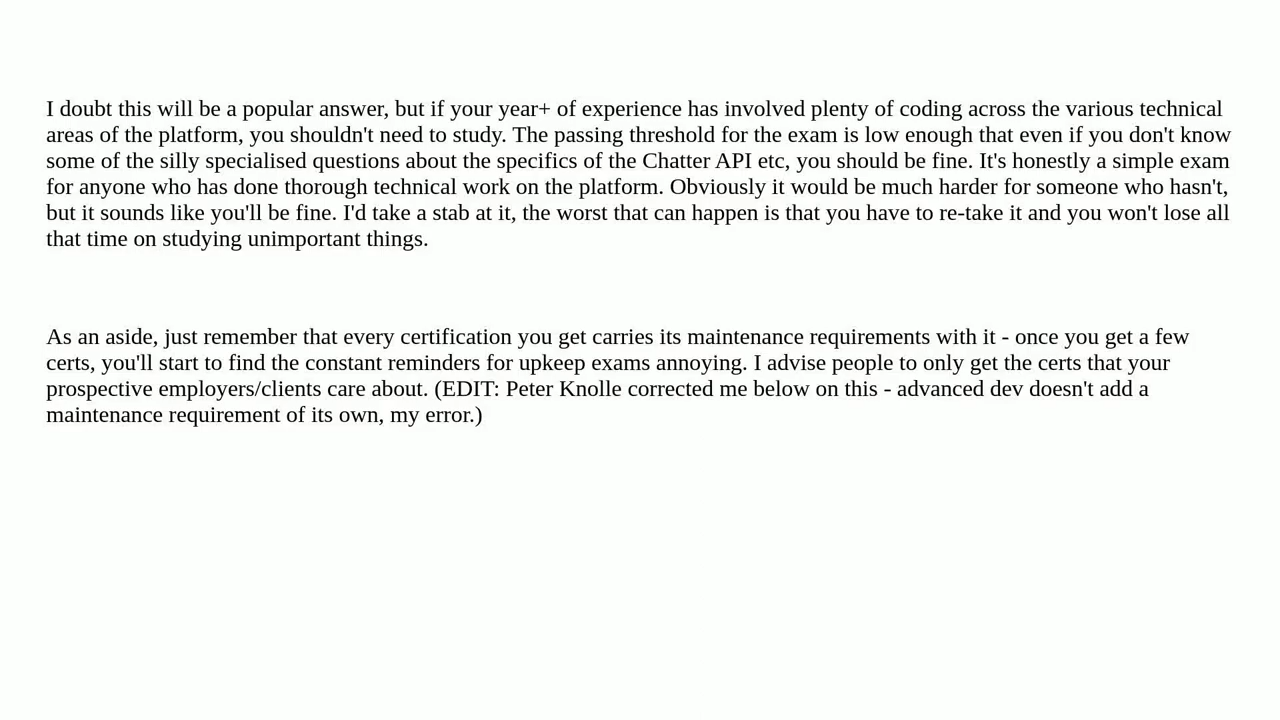 I doubt this will be a popular answer, but if your year+ of experience has involved plenty of coding across the various technical
areas of the platform, you shouldn't need to study. The passing threshold for the exam is low enough that even if you don't know
some of the silly specialised questions about the specifics of the Chatter API etc, you should be fine. It's honestly a simple exam
for anyone who has done thorough technical work on the platform. Obviously it would be much harder for someone who hasn't,
but it sounds like you'll be fine. I'd take a stab at it, the worst that can happen is that you have to re-take it and you won't lose all
that time on studying unimportant things.
As an aside, just remember that every certification you get carries its maintenance requirements with it - once you get a few
certs, you'll start to find the constant reminders for upkeep exams annoying. I advise people to only get the certs that your
prospective employers/clients care about. (EDIT: Peter Knolle corrected me below on this - advanced dev doesn't add a
maintenance requirement of its own, my error.)